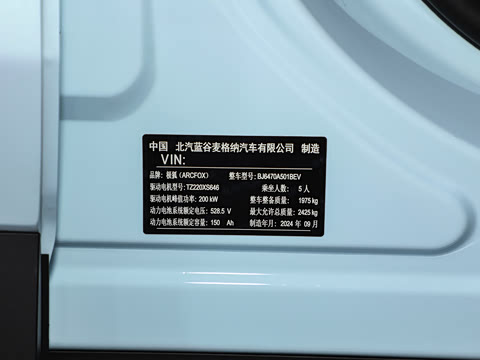 中国 北汽蓝谷麦格纳汽车有限公司 制造
VIN:
品牌：极狐（ARCFOX） 整车型号：BJ6470A501BEV
驱动电机型号：TZ220XS646 乘坐人数： 5 人
驱动电机峰值功率：200 kW 整车整备质量： 1975 kg
动力电池系统额定电压：528.5 V 最大允许总质量： 2425 kg
动力电池系统额定容量：150 Ah 制造年月：2024 年 09 月